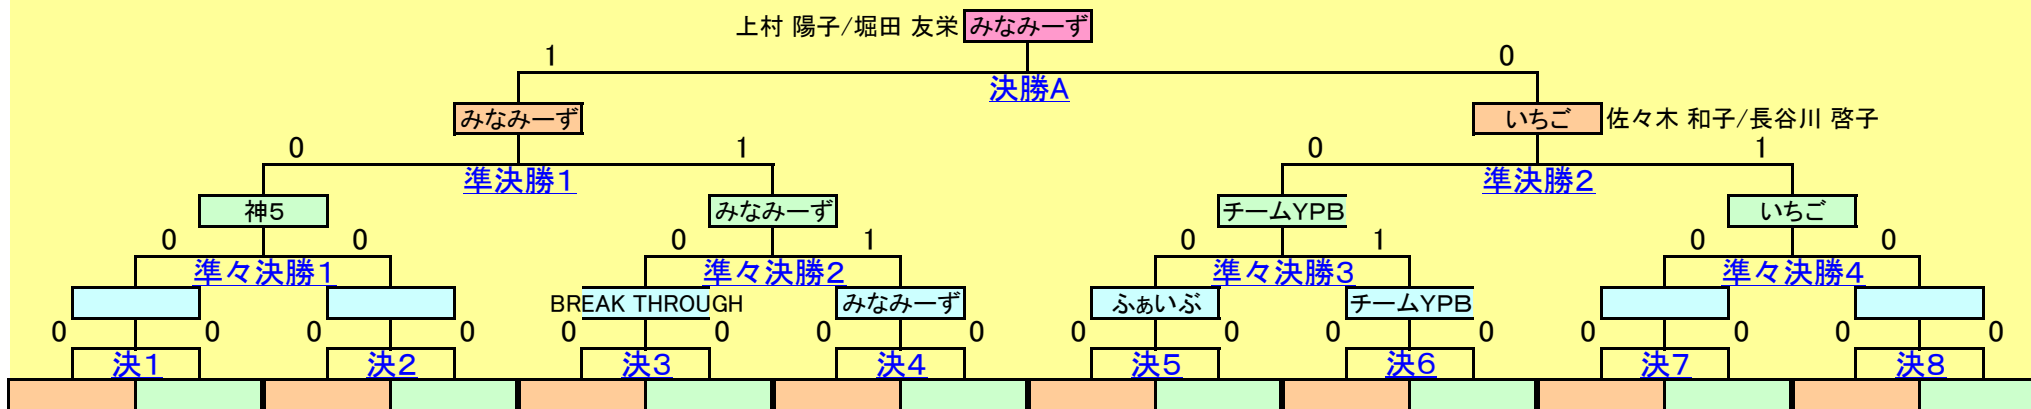 上村 陽子/堀田 友栄 みなみーず
1 0
決勝A
みなみーず いちご 佐々木 和子/長谷川 啓子
0 1 0 1
準決勝1 準決勝2
神5 みなみーず チームYPB いちご
0 0 0 1 0 1 0 0
準々決勝1 準々決勝2 準々決勝3 準々決勝4
BREAK THROUGH みなみーず ふぁいぶ チームYPB
0 0 0 0 0 0 0 0 0 0 0 0 0 0 0 0
決1 決2 決3 決4 決5 決6 決7 決8